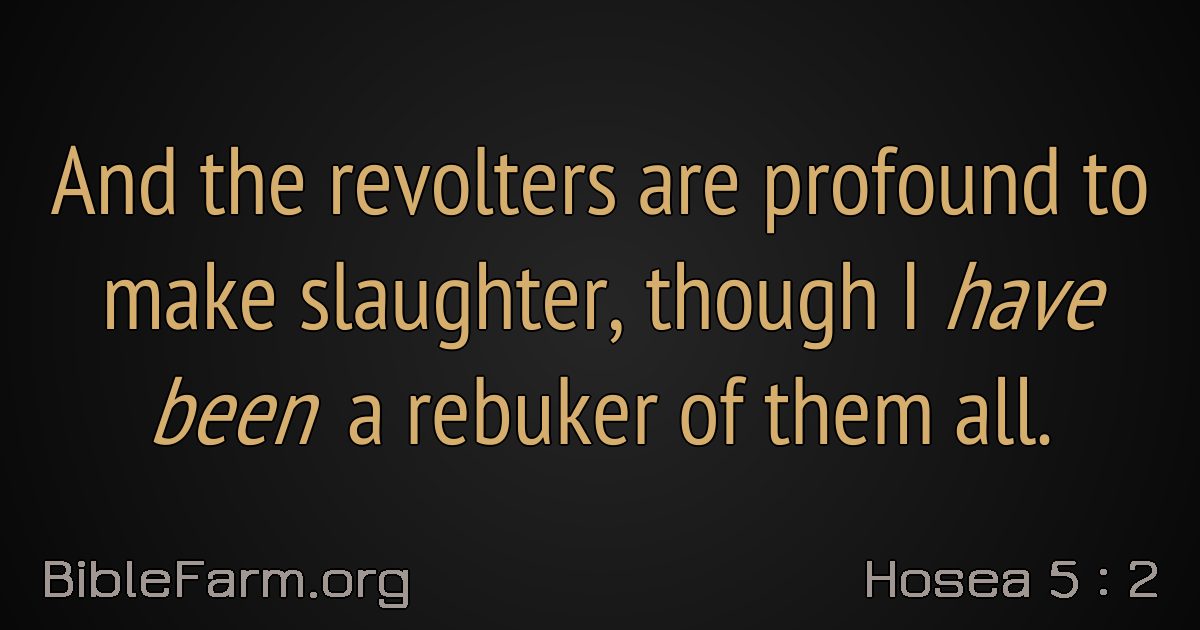 And the revolters are profound to
make slaughter, though I have
been a rebuker of them all.
BibleFarm.org
Hosea 5 : 2